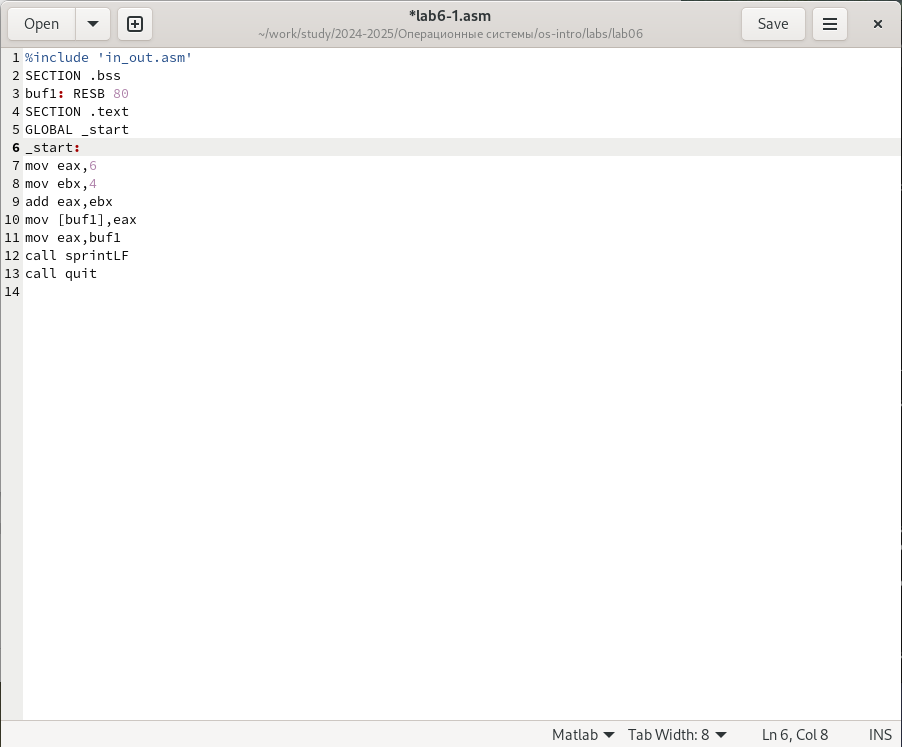 Open
*lab6-1.asm
~/work/study/2024-2025/Операционные системы/os-intro/labs/lab06
Save
1 %include 'in_out.asm'
2 SECTION .bss
3 buf1: RESB 80
4 SECTION .text
5 GLOBAL _start
6 _start:
7 mov eax,6
8 mov ebx,4
9 add eax,ebx
10 mov [buf1],eax
11 mov eax,buf1
12 call sprintLF
13 call quit
14
Matlab Tab Width: 8 Ln 6, Col 8 INS